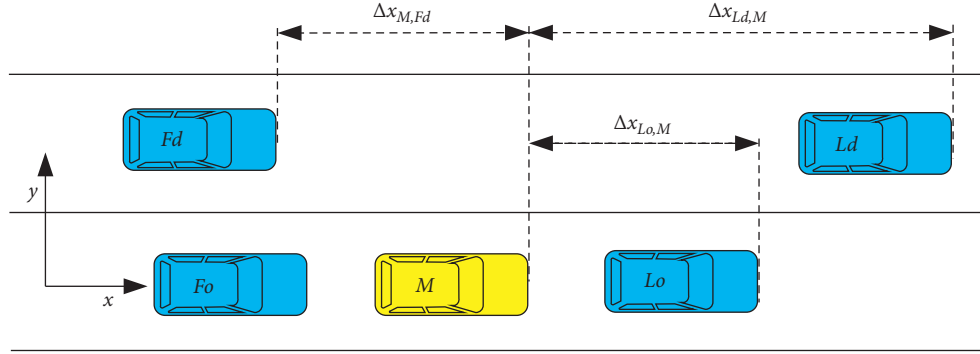 Δx_{M,Fd} Δx_{Ld,M}
Δx_{Lo,M}
Fd Ld
y
Fo M Lo
x